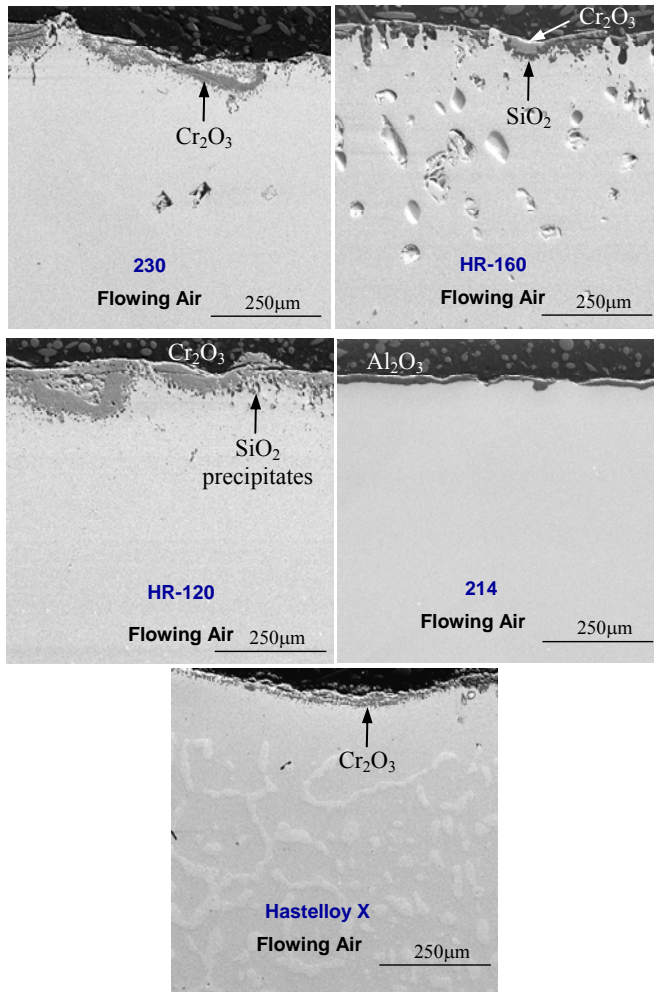 Cr₂O₃
230
Flowing Air
250μm
Cr₂O₃
SiO₂
HR-160
Flowing Air
250μm
Cr₂O₃
SiO₂
precipitates
HR-120
Flowing Air
250μm
Al₂O₃
214
Flowing Air
250μm
Cr₂O₃
Hastelloy X
Flowing Air
250μm